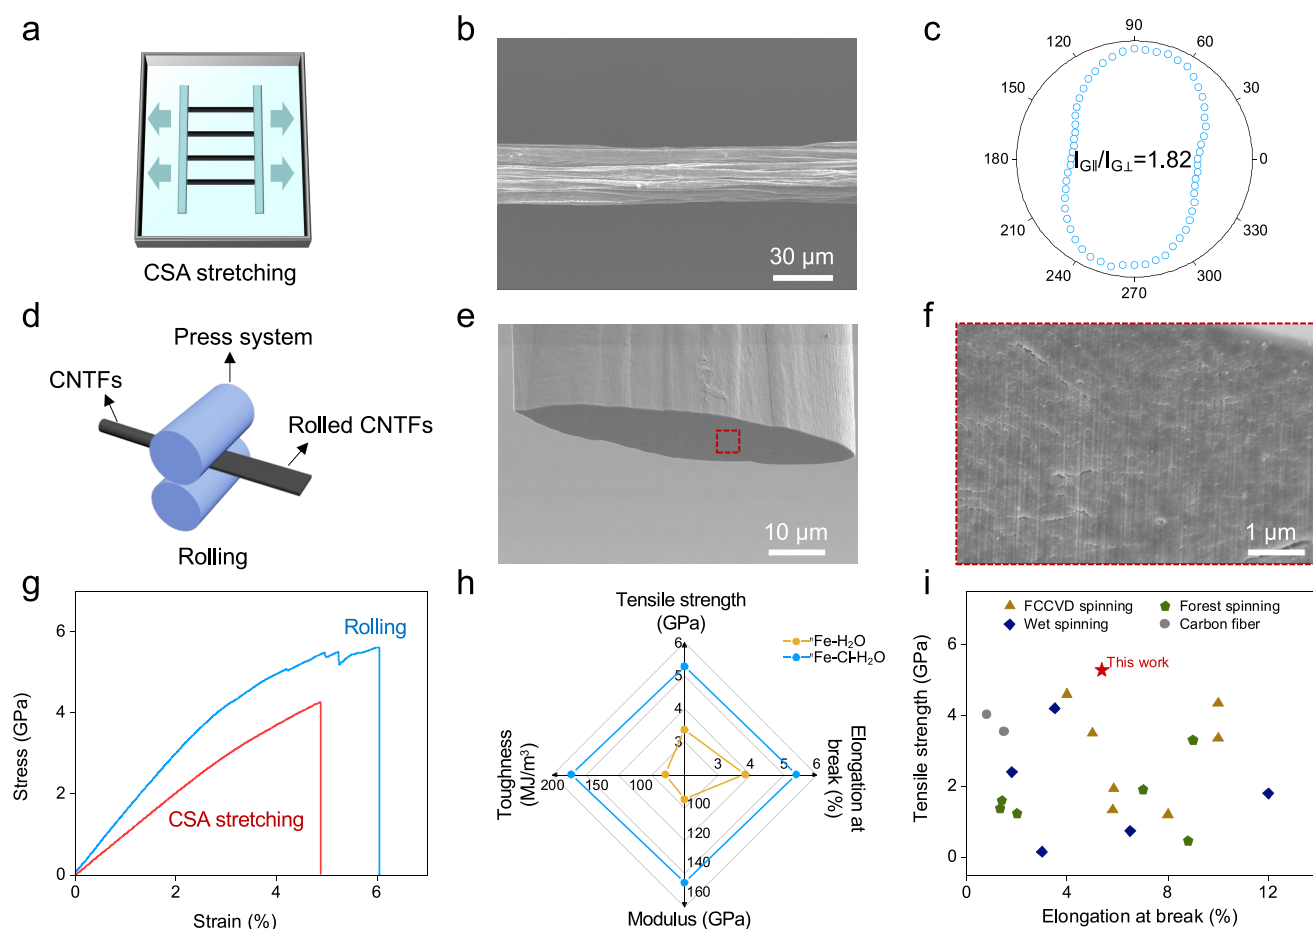 a
CSA stretching
b
30 µm
c
90
60
30
0
330
300
270
240
210
180
150
120
I_G∥/I_G⊥=1.82
d
Press system
CNTFs
Rolled CNTFs
Rolling
e
10 µm
f
1 µm
g
Stress (GPa)
6
4
2
0
0 2 4 6
Strain (%)
Rolling
CSA stretching
h
Tensile strength
(GPa)
6
5
4
3
"Fe-H₂O
"Fe-Cl-H₂O
Elongation at
break (%)
3 4 5 6
Toughness
(MJ/m³)
200 150 100
100
120
140
160
Modulus (GPa)
i
FCCVD spinning
Forest spinning
Wet spinning
Carbon fiber
This work
Tensile strength (GPa)
6
4
2
0
0 4 8 12
Elongation at break (%)